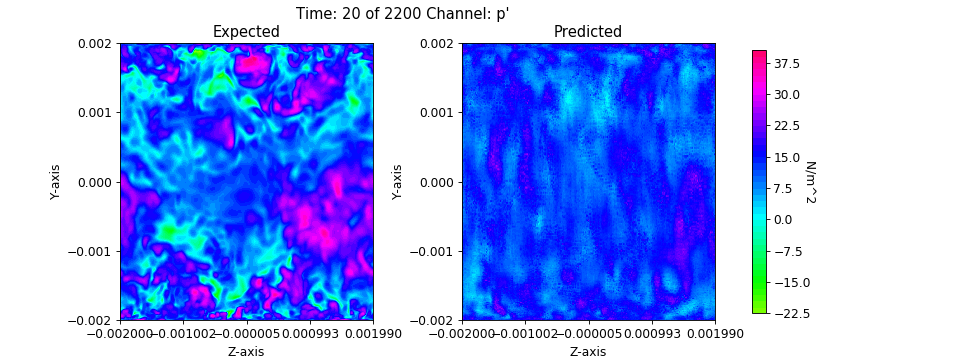 Time: 20 of 2200 Channel: p'
Expected
Predicted
0.002
0.001
0.000
−0.001
−0.002
Y-axis
−0.002000 −0.001002 −0.000005 0.000993 0.001990
Z-axis
0.002
0.001
0.000
−0.001
−0.002
Y-axis
−0.002000 −0.001002 −0.000005 0.000993 0.001990
Z-axis
37.5
30.0
22.5
15.0
7.5
0.0
−7.5
−15.0
−22.5
N/m^2